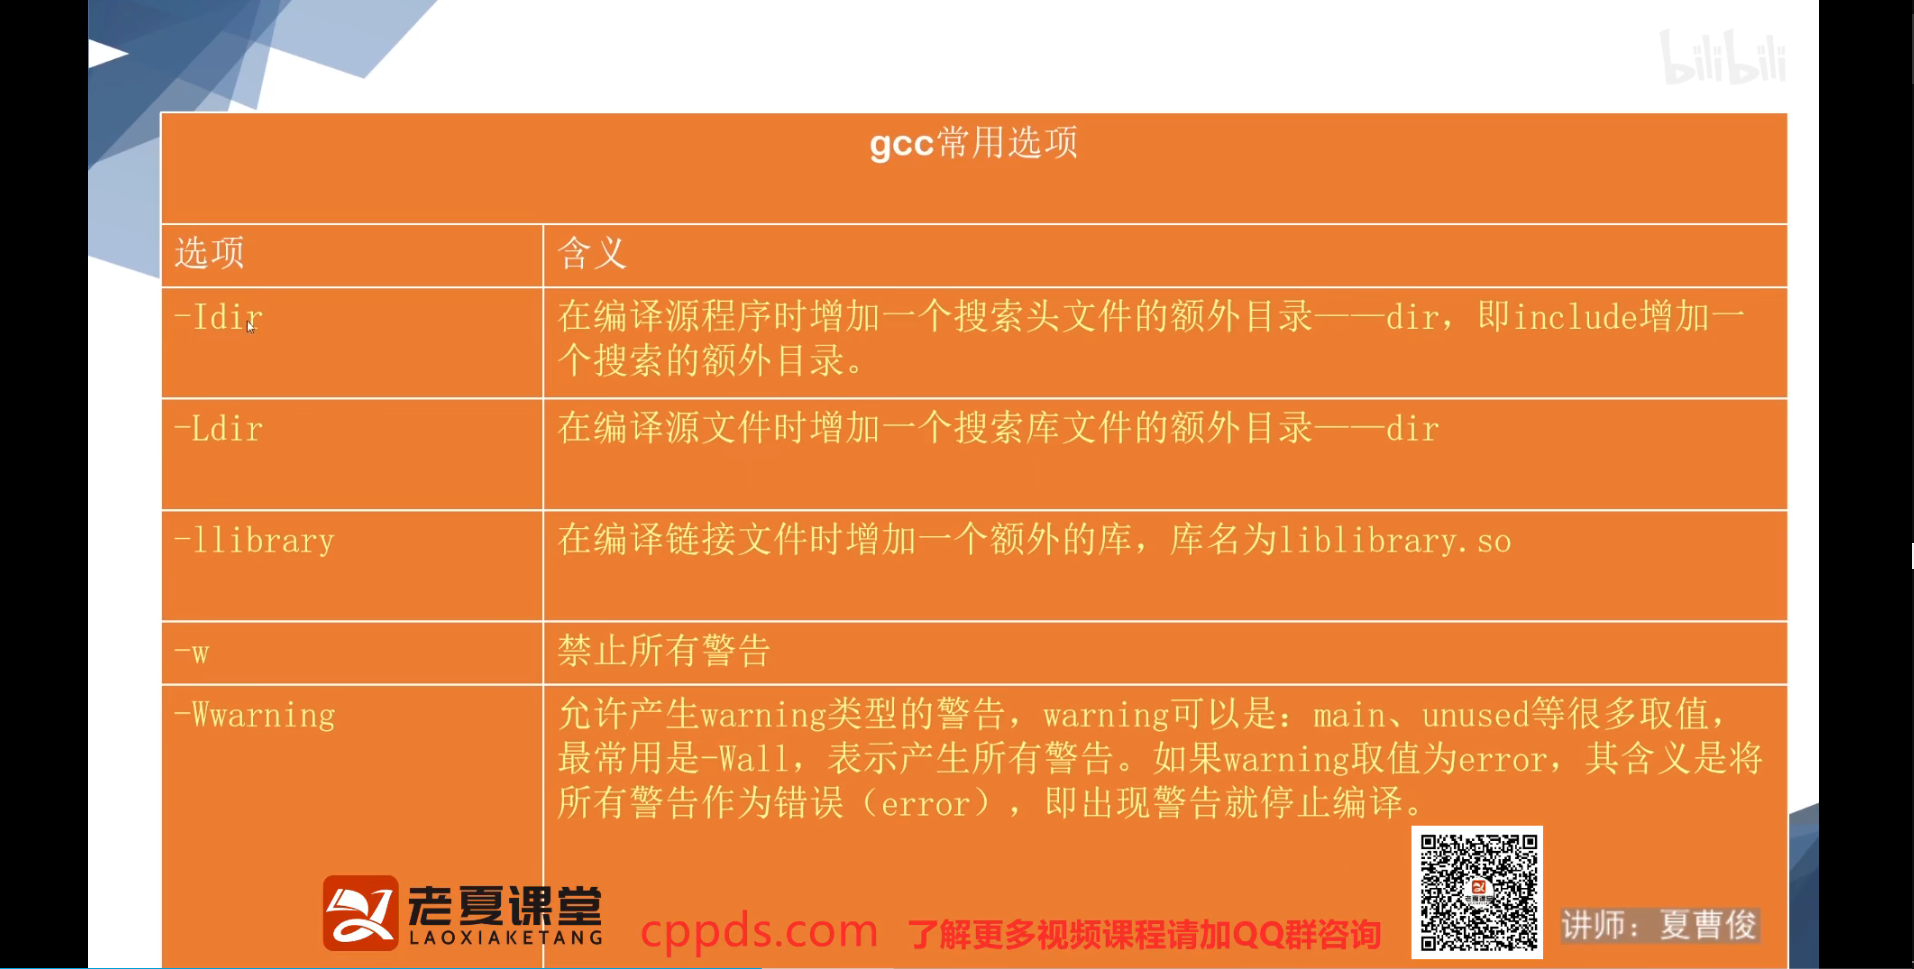 bilibili
gcc常用选项
选项
含义
-Idir
在编译源程序时增加一个搜索头文件的额外目录——dir，即include增加一
个搜索的额外目录。
-Ldir
在编译源文件时增加一个搜索库文件的额外目录——dir
-llibrary
在编译链接文件时增加一个额外的库，库名为liblibrary.so
-w
禁止所有警告
-Wwarning
允许产生warning类型的警告，warning可以是：main、unused等很多取值，
最常用是-Wall，表示产生所有警告。如果warning取值为error，其含义是将
所有警告作为错误（error），即出现警告就停止编译。
老夏课堂
LAOXIAKETANG
cppds.com
了解更多视频课程请加QQ群咨询
讲师：夏曹俊